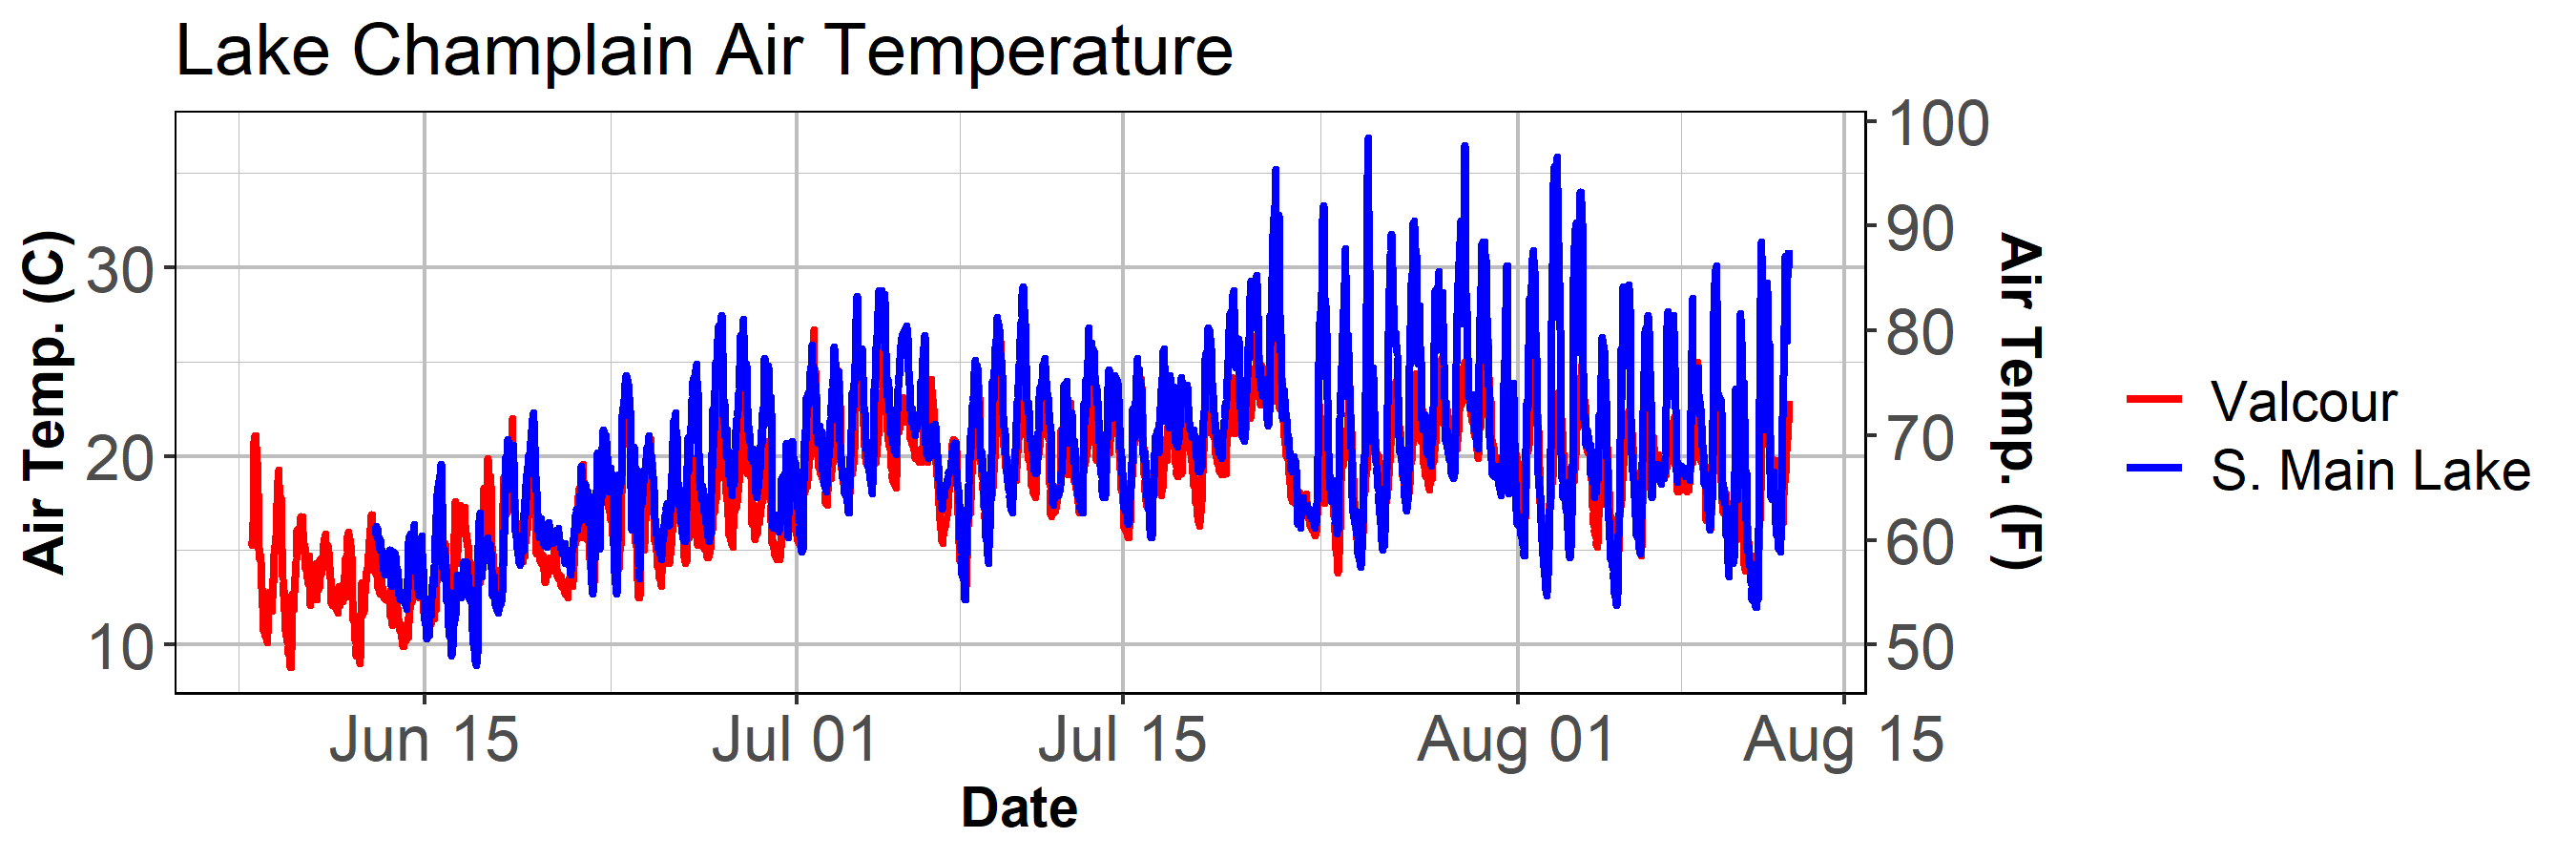 Lake Champlain Air Temperature
Air Temp. (C)
30
20
10
100
90
80
70
60
50
Air Temp. (F)
Jun 15
Jul 01
Jul 15
Aug 01
Aug 15
Date
Valcour
S. Main Lake